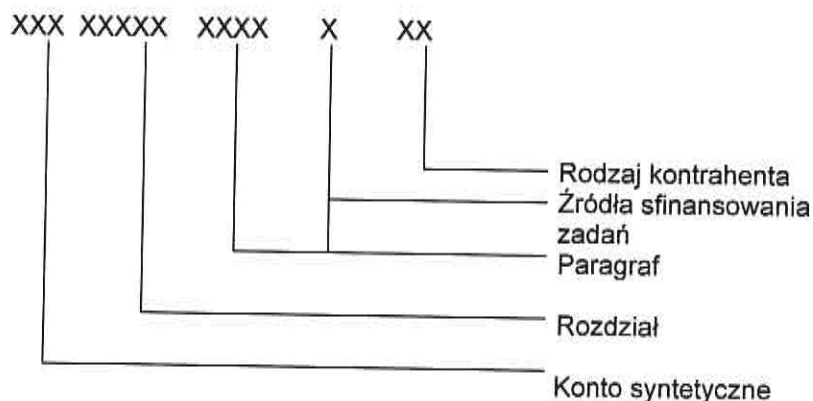 XXX XXXXX XXXX X XX
Rodzaj kontrahenta
Źródła sfinansowania
zadań
Paragraf
Rozdział
Konto syntetyczne